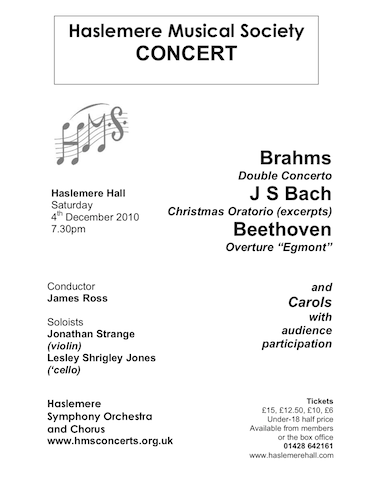 Haslemere Musical Society
CONCERT
HMS
Brahms
Double Concerto
J S Bach
Christmas Oratorio (excerpts)
Beethoven
Overture “Egmont”
Haslemere Hall
Saturday
4th December 2010
7.30pm
and
Carols
with
audience
participation
Conductor
James Ross
Soloists
Jonathan Strange
(violin)
Lesley Shrigley Jones
(‘cello)
Haslemere
Symphony Orchestra
and Chorus
www.hmsconcerts.org.uk
Tickets
£15, £12.50, £10, £6
Under-18 half price
Available from members
or the box office
01428 642161
www.haslemerehall.com